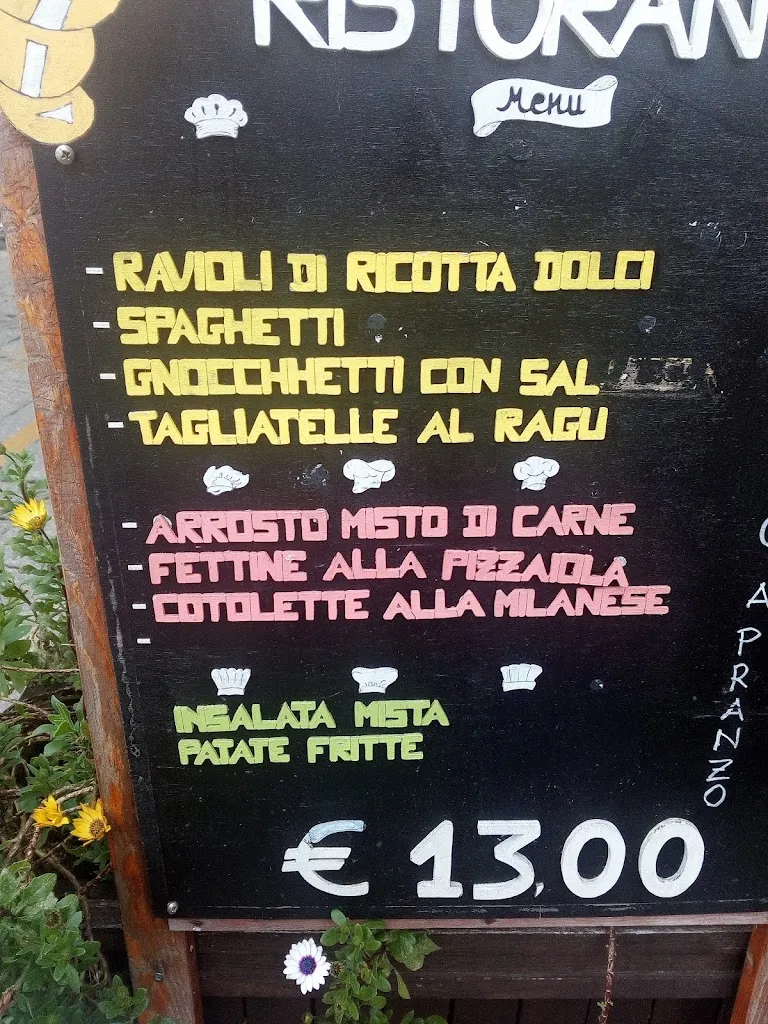 RISTORAN
Menu
- RAVIOLI DI RICOTTA DOLCI
- SPAGHETTI
- GNOCCHHETTI CON SAL
- TAGLIATELLE AL RAGU
- ARROSTO MISTO DI CARNE
- FETTINE ALLA PIZZAIOLA
- COTOLETTE ALLA MILANESE
-
INSALATA MISTA
PATATE FRITTE
€ 13,00
CAPRANZO